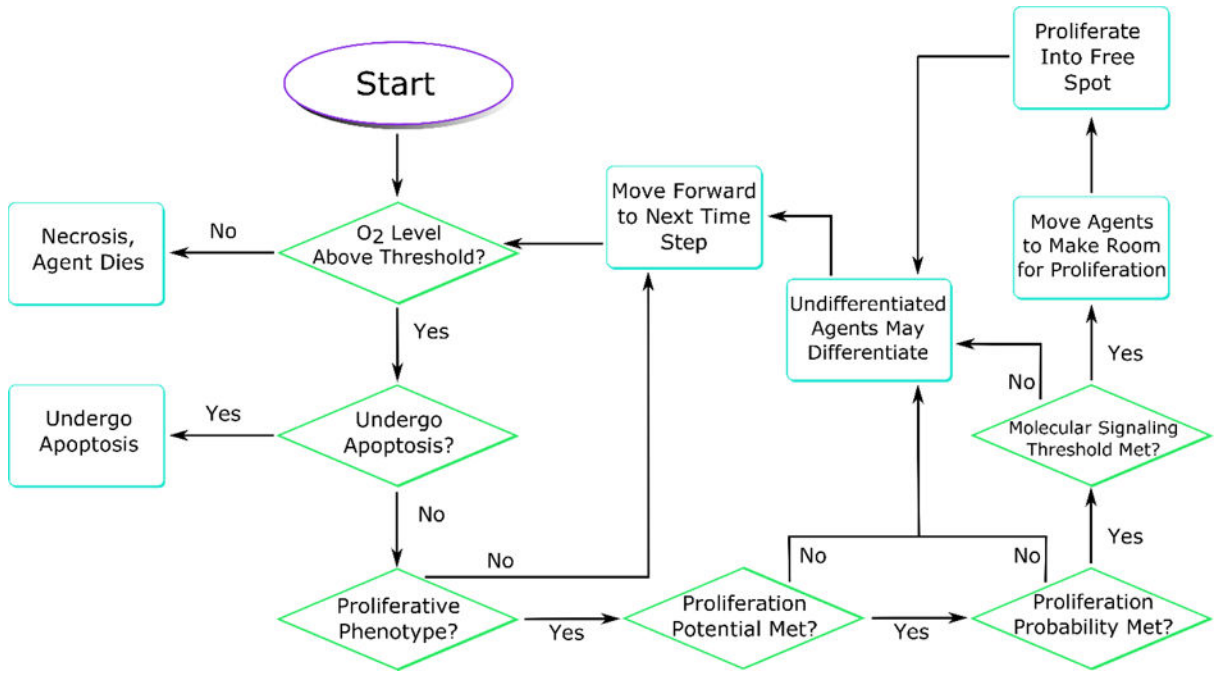 Start
O2 Level
Above Threshold?
No
Necrosis,
Agent Dies
Yes
Undergo
Apoptosis?
Yes
Undergo
Apoptosis
No
Proliferative
Phenotype?
No
Yes
Move Forward
to Next Time
Step
Proliferation
Potential Met?
No
Yes
Proliferation
Probability Met?
No
Yes
Molecular Signaling
Threshold Met?
No
Yes
Undifferentiated
Agents May
Differentiate
Move Agents
to Make Room
for Proliferation
Proliferate
Into Free
Spot